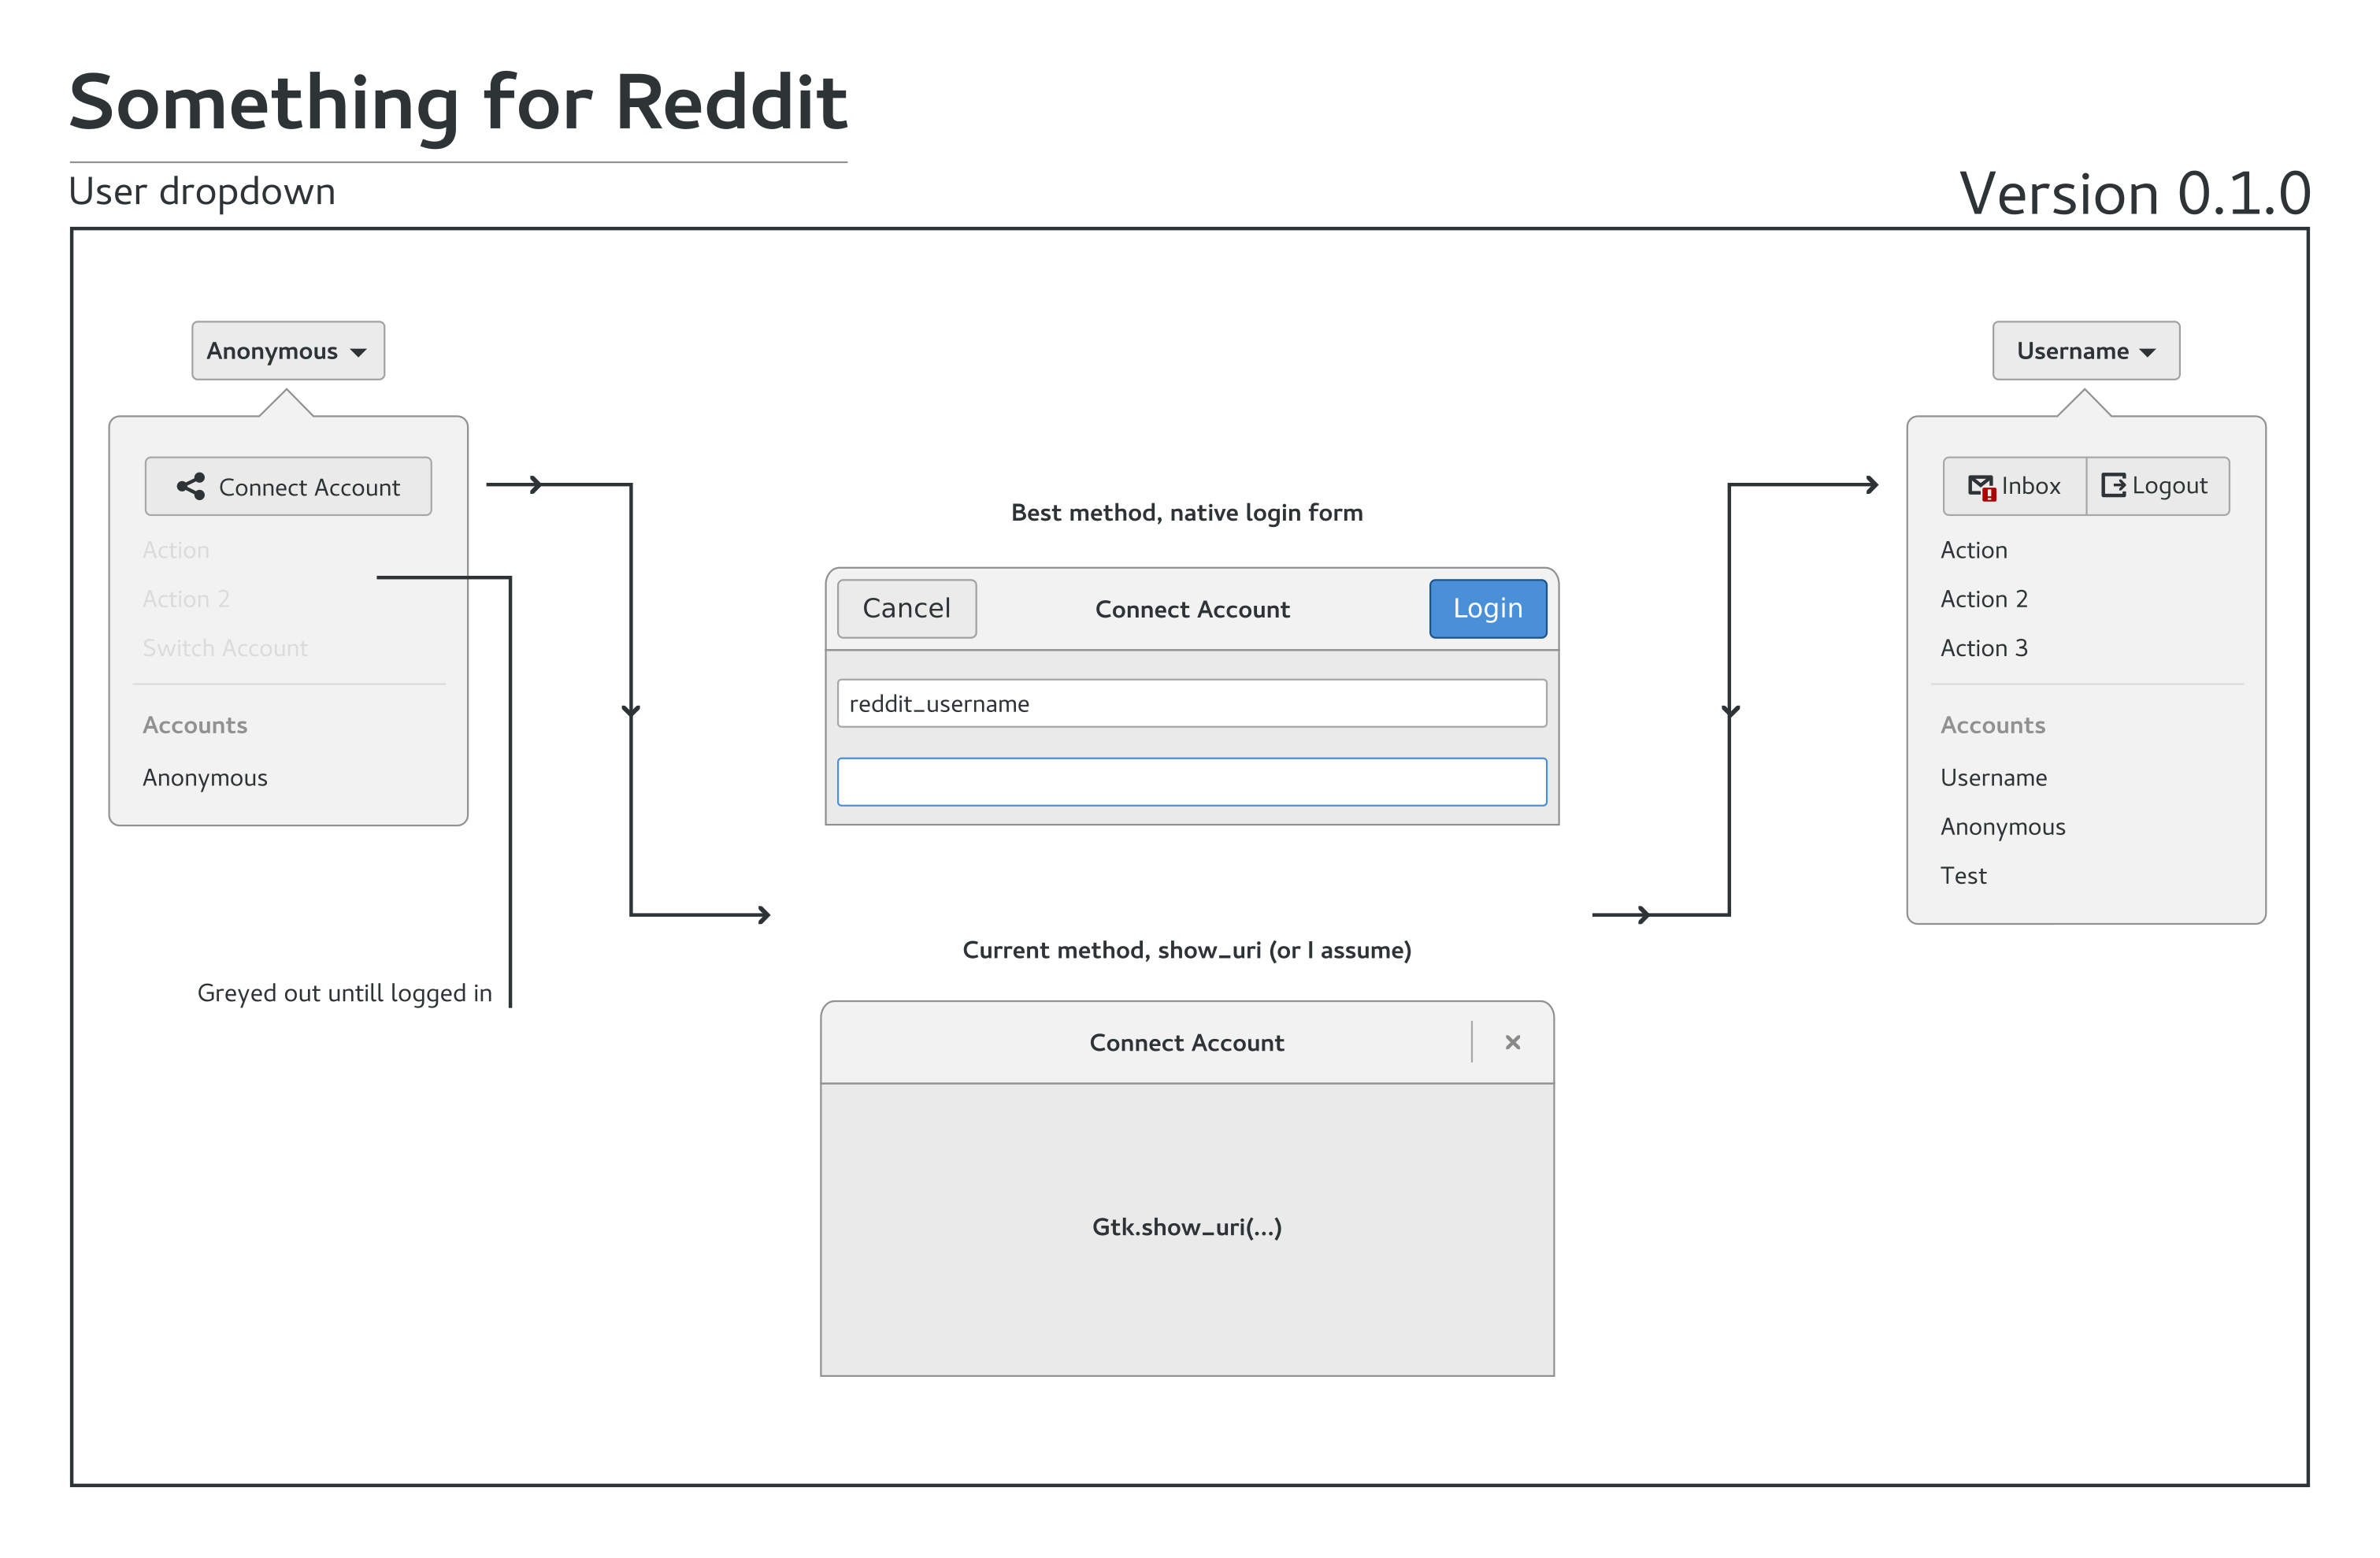 Something for Reddit
User dropdown
Version 0.1.0
Anonymous
Connect Account
Action
Action 2
Switch Account
Accounts
Anonymous
Greyed out untill logged in
Best method, native login form
Cancel
Connect Account
Login
reddit_username
Current method, show_uri (or I assume)
Connect Account
Gtk.show_uri(...)
Username
Inbox
Logout
Action
Action 2
Action 3
Accounts
Username
Anonymous
Test